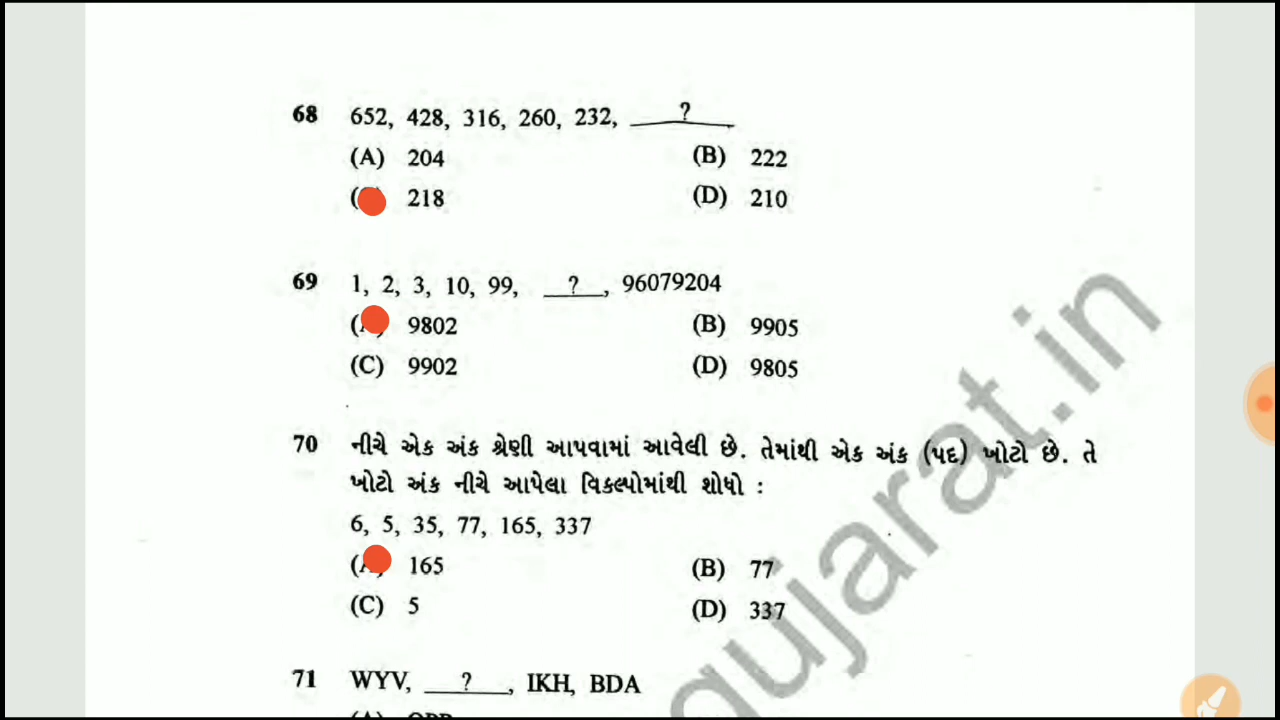 68 652, 428, 316, 260, 232, ?
(A) 204 (B) 222
218 (D) 210
69 1, 2, 3, 10, 99, ?, 96079204
9802 (B) 9905
(C) 9902 (D) 9805
70 નીચે એક અંક શ્રેણી આપવામાં આવેલી છે. તેમાંથી એક અંક (પદ) ખોટો છે. તે
ખોટો અંક નીચે આપેલા વિકલ્પોમાંથી શોધો :
6, 5, 35, 77, 165, 337
165 (B) 77
(C) 5 (D) 337
71 WYV, ?, IKH, BDA
gujarat.in